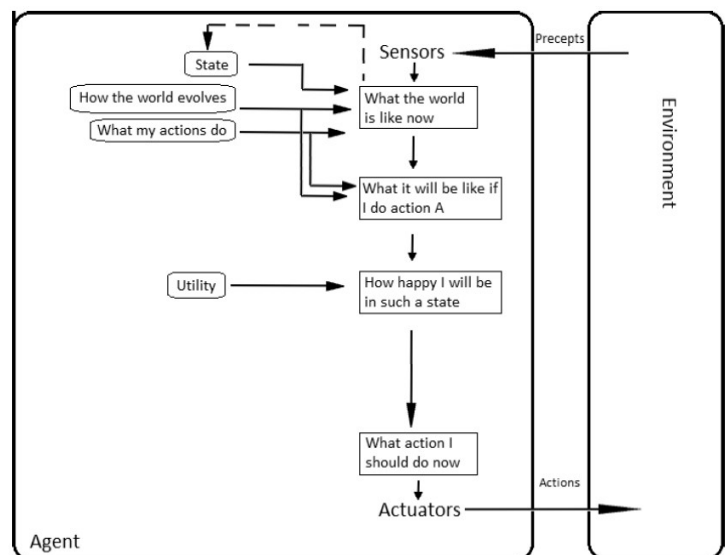 Sensors
Precepts
State
How the world evolves
What the world
is like now
What my actions do
Environment
What it will be like if
I do action A
Utility
How happy I will be
in such a state
What action I
should do now
Actuators
Actions
Agent